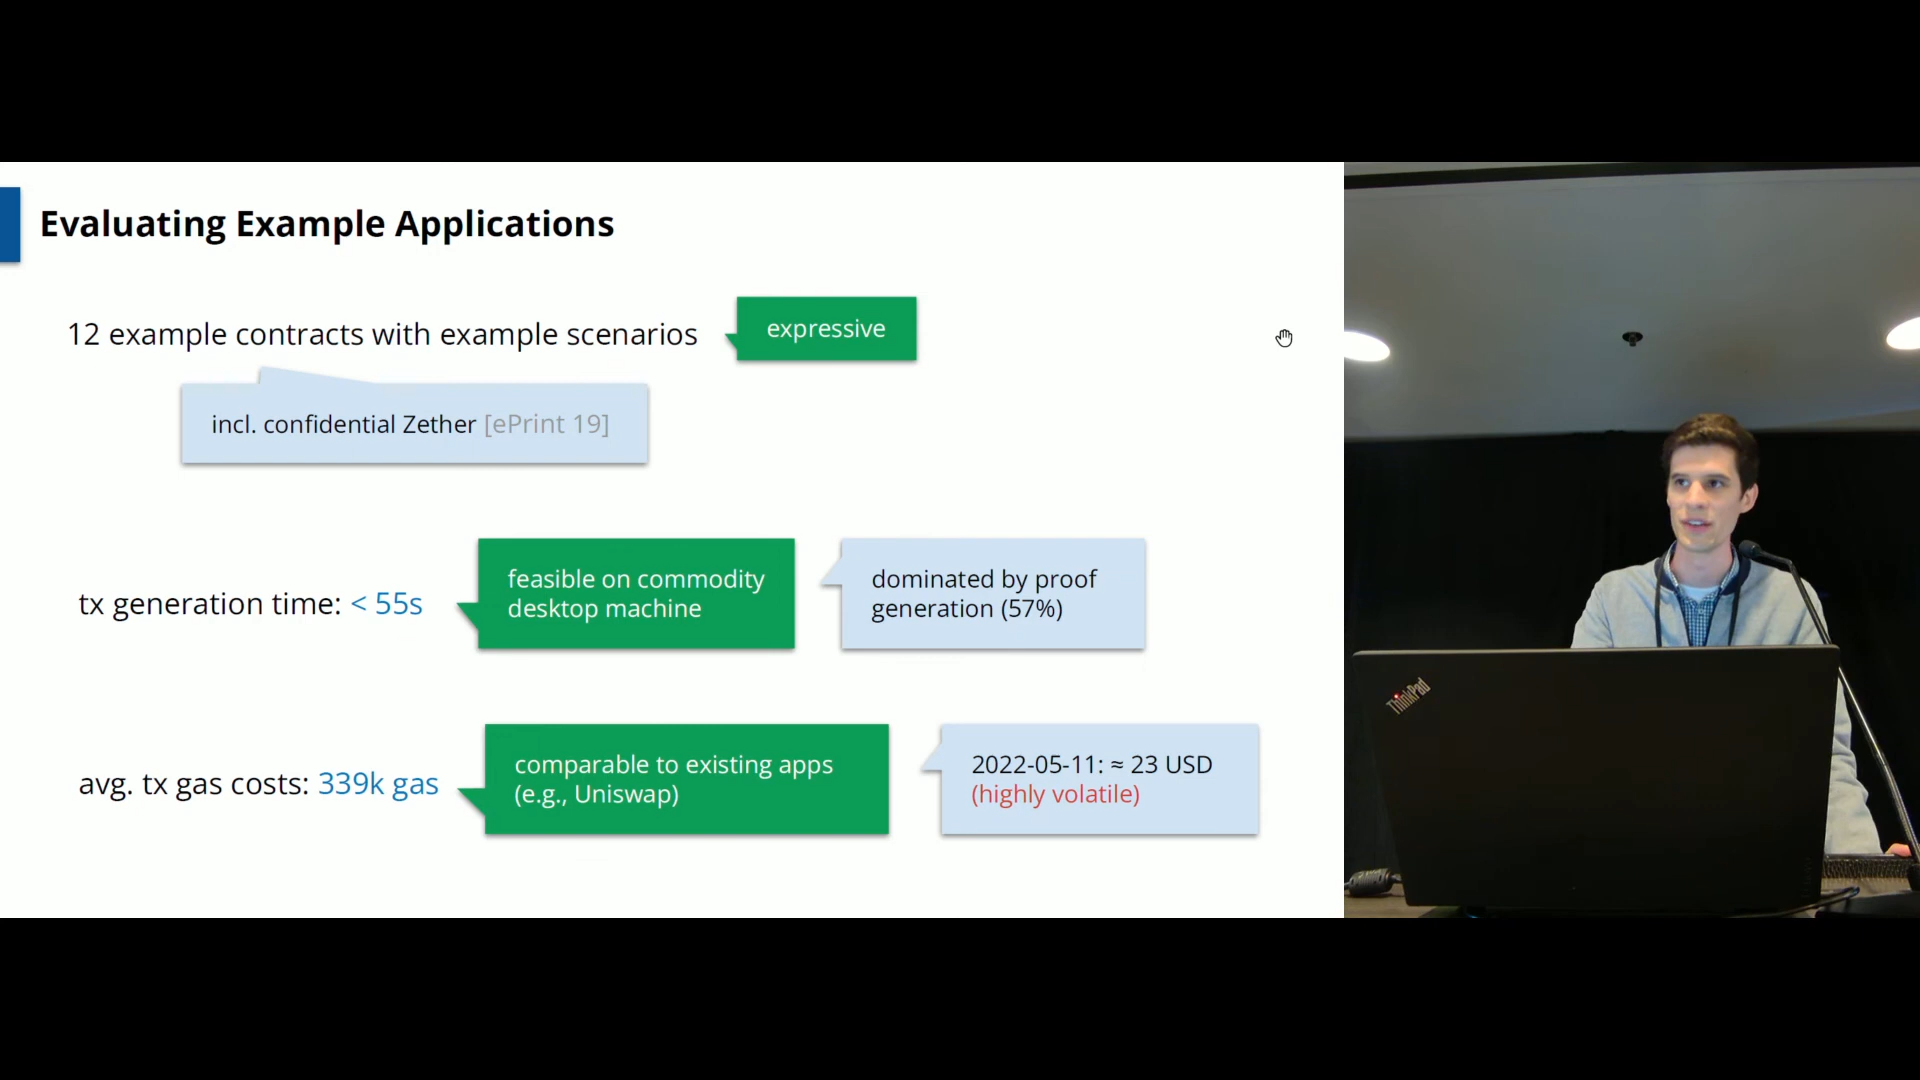 Evaluating Example Applications
12 example contracts with example scenarios
expressive
incl. confidential Zether [ePrint 19]
tx generation time: < 55s
feasible on commodity
desktop machine
dominated by proof
generation (57%)
avg. tx gas costs: 339k gas
comparable to existing apps
(e.g., Uniswap)
2022-05-11: ≈ 23 USD
(highly volatile)
ThinkPad